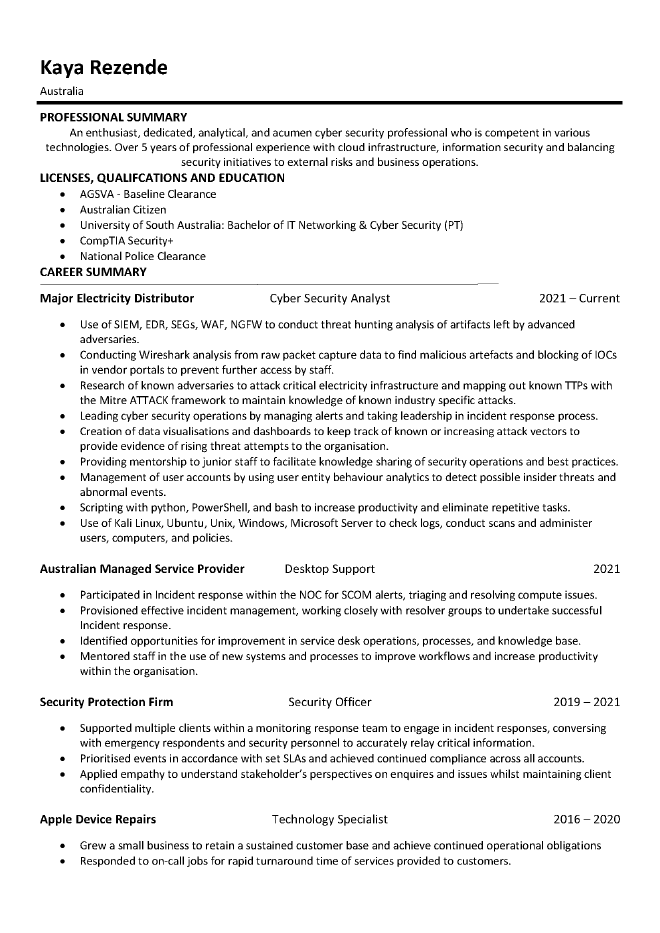 Kaya Rezende
Australia
PROFESSIONAL SUMMARY
An enthusiast, dedicated, analytical, and acumen cyber security professional who is competent in various
technologies. Over 5 years of professional experience with cloud infrastructure, information security and balancing
security initiatives to external risks and business operations.
LICENSES, QUALIFCATIONS AND EDUCATION
• AGSVA - Baseline Clearance
• Australian Citizen
• University of South Australia: Bachelor of IT Networking & Cyber Security (PT)
• CompTIA Security+
• National Police Clearance
CAREER SUMMARY
Major Electricity Distributor Cyber Security Analyst 2021 – Current
• Use of SIEM, EDR, SEGs, WAF, NGFW to conduct threat hunting analysis of artifacts left by advanced
adversaries.
• Conducting Wireshark analysis from raw packet capture data to find malicious artefacts and blocking of IOCs
in vendor portals to prevent further access by staff.
• Research of known adversaries to attack critical electricity infrastructure and mapping out known TTPs with
the Mitre ATTACK framework to maintain knowledge of known industry specific attacks.
• Leading cyber security operations by managing alerts and taking leadership in incident response process.
• Creation of data visualisations and dashboards to keep track of known or increasing attack vectors to
provide evidence of rising threat attempts to the organisation.
• Providing mentorship to junior staff to facilitate knowledge sharing of security operations and best practices.
• Management of user accounts by using user entity behaviour analytics to detect possible insider threats and
abnormal events.
• Scripting with python, PowerShell, and bash to increase productivity and eliminate repetitive tasks.
• Use of Kali Linux, Ubuntu, Unix, Windows, Microsoft Server to check logs, conduct scans and administer
users, computers, and policies.
Australian Managed Service Provider Desktop Support 2021
• Participated in Incident response within the NOC for SCOM alerts, triaging and resolving compute issues.
• Provisioned effective incident management, working closely with resolver groups to undertake successful
Incident response.
• Identified opportunities for improvement in service desk operations, processes, and knowledge base.
• Mentored staff in the use of new systems and processes to improve workflows and increase productivity
within the organisation.
Security Protection Firm Security Officer 2019 – 2021
• Supported multiple clients within a monitoring response team to engage in incident responses, conversing
with emergency respondents and security personnel to accurately relay critical information.
• Prioritised events in accordance with set SLAs and achieved continued compliance across all accounts.
• Applied empathy to understand stakeholder’s perspectives on enquires and issues whilst maintaining client
confidentiality.
Apple Device Repairs Technology Specialist 2016 – 2020
• Grew a small business to retain a sustained customer base and achieve continued operational obligations
• Responded to on-call jobs for rapid turnaround time of services provided to customers.